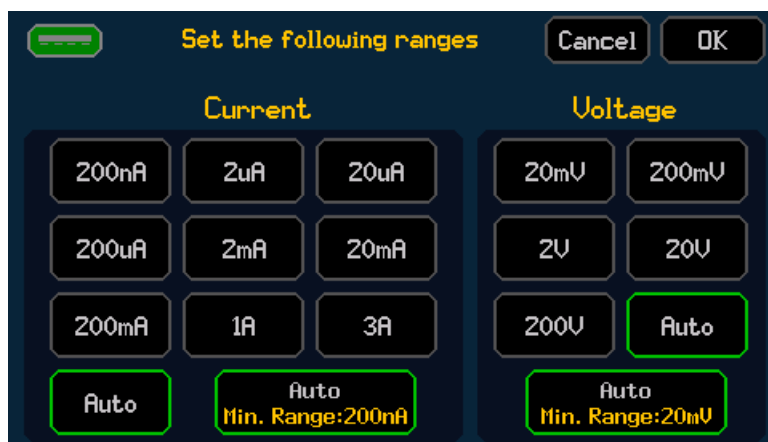 Set the following ranges
Cancel
OK
Current
Voltage
200nA
2uA
20uA
20mV
200mV
200uA
2mA
20mA
2V
20V
200mA
1A
3A
200V
Auto
Auto
Auto
Min. Range:200nA
Auto
Min. Range:20mV